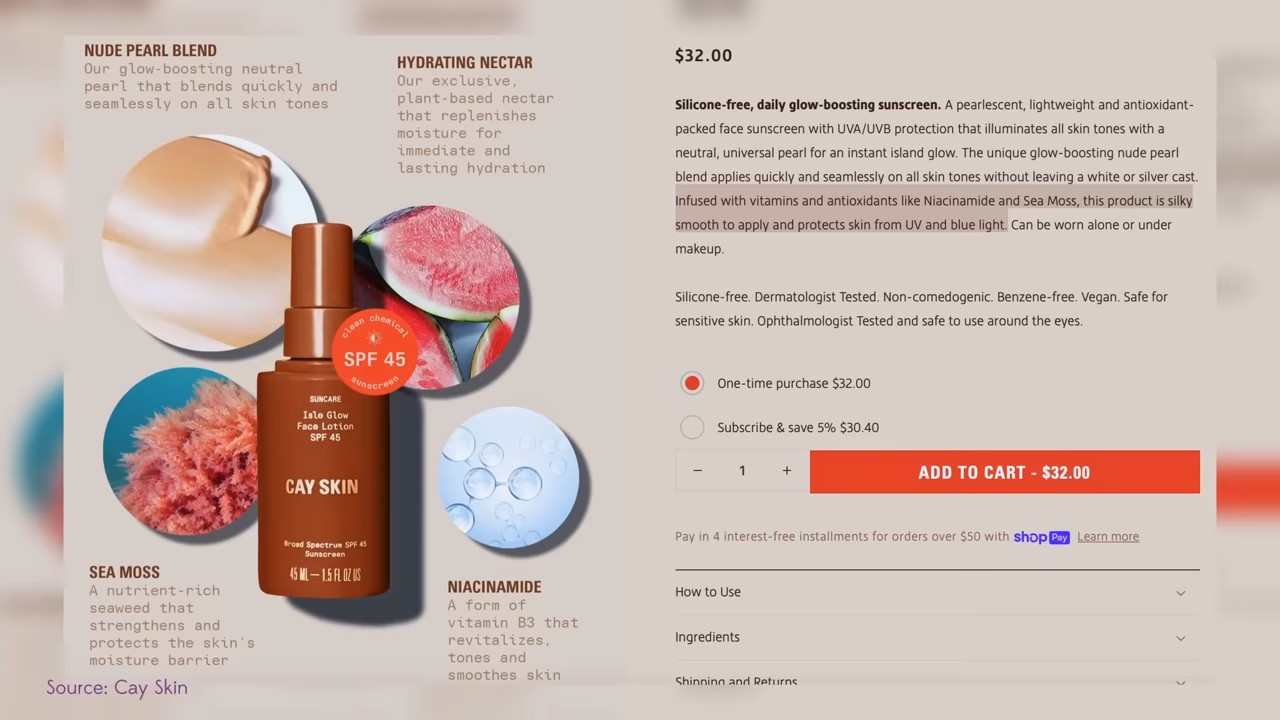 NUDE PEARL BLEND
Our glow-boosting neutral
pearl that blends quickly and
seamlessly on all skin tones
HYDRATING NECTAR
Our exclusive,
plant-based nectar
that replenishes
moisture for
immediate and
lasting hydration
clean chemical
SPF 45
sunscreen
SUNCARE
Isle Glow
Face Lotion
SPF 45
CAY SKIN
Broad Spectrum SPF 45
Sunscreen
45 ML — 1.5 FL OZ US
SEA MOSS
A nutrient-rich
seaweed that
strengthens and
protects the skin's
moisture barrier
NIACINAMIDE
A form of
vitamin B3 that
revitalizes,
tones and
smoothes skin
Source: Cay Skin
$32.00
Silicone-free, daily glow-boosting sunscreen. A pearlescent, lightweight and antioxidant-
packed face sunscreen with UVA/UVB protection that illuminates all skin tones with a
neutral, universal pearl for an instant island glow. The unique glow-boosting nude pearl
blend applies quickly and seamlessly on all skin tones without leaving a white or silver cast.
Infused with vitamins and antioxidants like Niacinamide and Sea Moss, this product is silky
smooth to apply and protects skin from UV and blue light. Can be worn alone or under
makeup.
Silicone-free. Dermatologist Tested. Non-comedogenic. Benzene-free. Vegan. Safe for
sensitive skin. Ophthalmologist Tested and safe to use around the eyes.
One-time purchase $32.00
Subscribe & save 5% $30.40
− 1 +
ADD TO CART - $32.00
Pay in 4 interest-free installments for orders over $50 with shop Pay Learn more
How to Use
Ingredients
Shipping and Returns